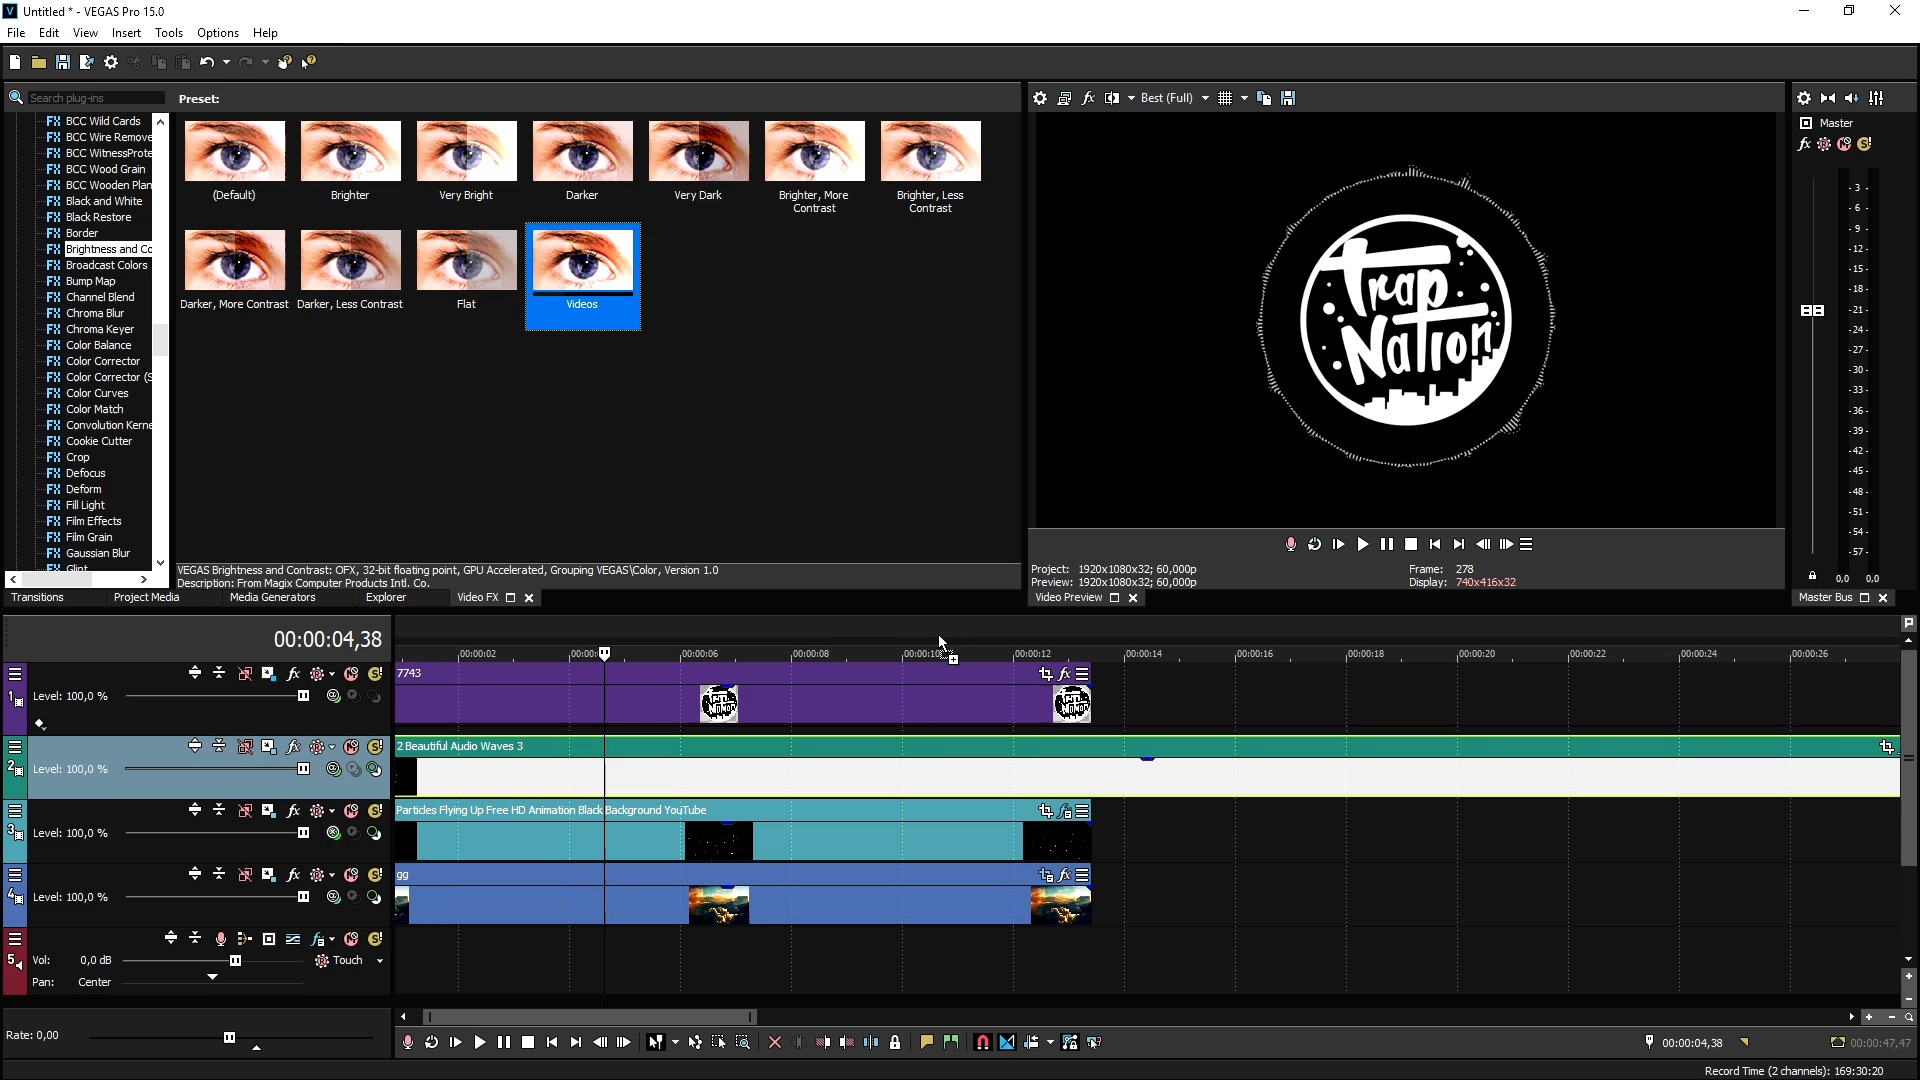 Untitled * - VEGAS Pro 15.0
File Edit View Insert Tools Options Help
Search plug-ins
Preset:
BCC Wild Cards
BCC Wire Remove
BCC WitnessProte
BCC Wood Grain
BCC Wooden Plan
Black and White
Black Restore
Border
Brightness and Co
Broadcast Colors
Bump Map
Channel Blend
Chroma Blur
Chroma Keyer
Color Balance
Color Corrector
Color Corrector (S
Color Curves
Color Match
Convolution Kerne
Cookie Cutter
Crop
Defocus
Deform
Fill Light
Film Effects
Film Grain
Gaussian Blur
Glint
(Default)
Brighter
Very Bright
Darker
Very Dark
Brighter, More Contrast
Brighter, Less Contrast
Darker, More Contrast
Darker, Less Contrast
Flat
Videos
VEGAS Brightness and Contrast: OFX, 32-bit floating point, GPU Accelerated, Grouping VEGAS\Color, Version 1.0
Description: From Magix Computer Products Intl. Co.
Transitions
Project Media
Media Generators
Explorer
Video FX
Best (Full)
Trap
Nation
Project: 1920x1080x32; 60,000p
Preview: 1920x1080x32; 60,000p
Frame: 278
Display: 740x416x32
Video Preview
Master
-3-
-6-
-9-
-12-
-15-
-18-
-21-
-24-
-27-
-30-
-33-
-36-
-39-
-42-
-45-
-48-
-51-
-54-
-57-
0,0 0,0
Master Bus
00:00:04,38
00:00:02
00:00:06
00:00:08
00:00:12
00:00:14
00:00:16
00:00:18
00:00:20
00:00:22
00:00:24
00:00:26
1
Level: 100,0 %
7743
2
Level: 100,0 %
2 Beautiful Audio Waves 3
3
Level: 100,0 %
Particles Flying Up Free HD Animation Black Background YouTube
4
Level: 100,0 %
gg
5
Vol: 0,0 dB
Touch
Pan: Center
Rate: 0,00
00:00:04,38
00:00:47,47
Record Time (2 channels): 169:30:20